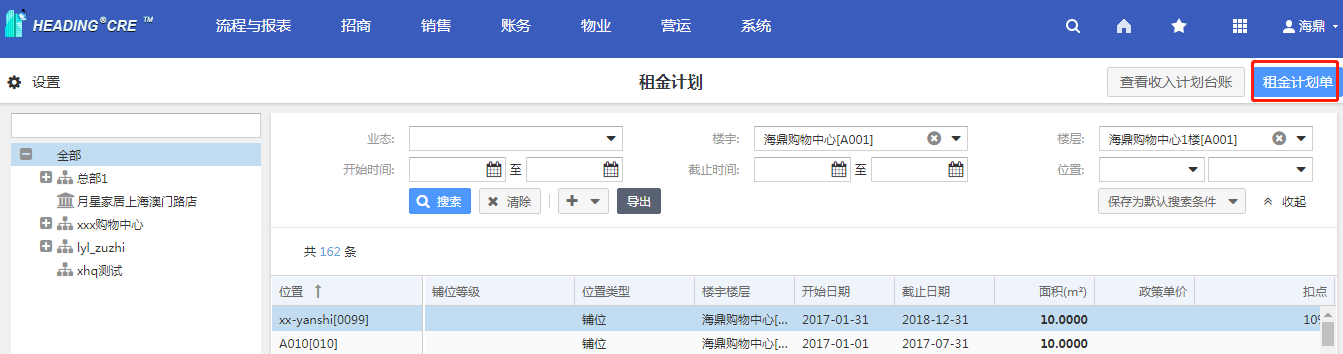 HEADING®CRE ™ 流程与报表 招商 销售 账务 物业 营运 系统 海鼎
设置 租金计划 查看收入计划台账 租金计划单
全部
总部1
月星家居上海澳门路店
xxx购物中心
lyl_zuzhi
xhq测试
业态: 楼宇: 海鼎购物中心[A001] 楼层: 海鼎购物中心1楼[A001]
开始时间: 至 截止时间: 至 位置:
搜索 清除 导出 保存为默认搜索条件 收起
共 162 条
位置 铺位等级 位置类型 楼宇楼层 开始日期 截止日期 面积(m²) 政策单价 扣点
xx-yanshi[0099] 铺位 海鼎购物中心[... 2017-01-31 2018-12-31 10.0000 10%
A010[010] 铺位 海鼎购物中心[... 2017-01-01 2017-07-31 10.0000